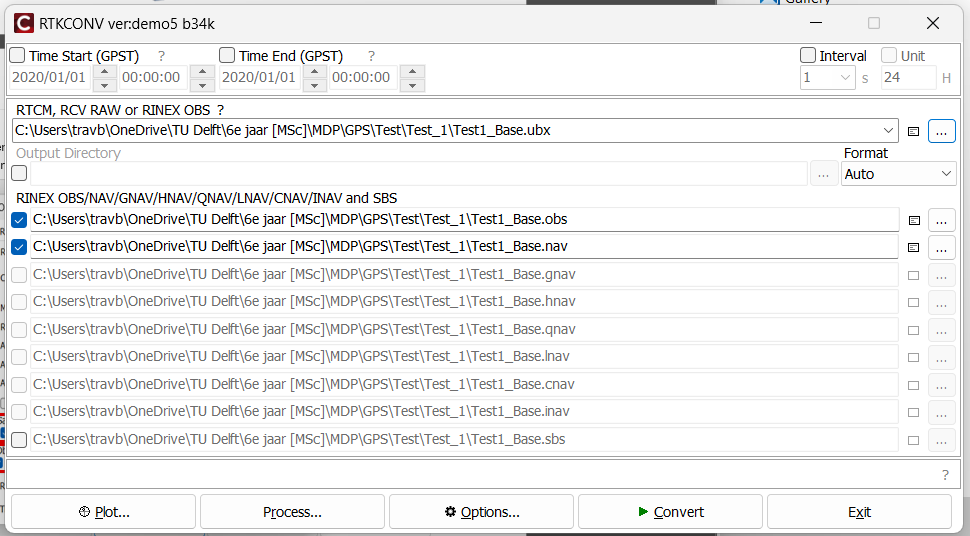 Gallery
RTKCONV ver:demo5 b34k
Time Start (GPST) ? Time End (GPST) ? Interval Unit
2020/01/01 00:00:00 2020/01/01 00:00:00 1 s 24 H
RTCM, RCV RAW or RINEX OBS ?
C:\Users\travb\OneDrive\TU Delft\6e jaar [MSc]\MDP\GPS\Test\Test_1\Test1_Base.ubx ...
Output Directory Format
... Auto
RINEX OBS/NAV/GNAV/HNAV/QNAV/LNAV/CNAV/INAV and SBS
C:\Users\travb\OneDrive\TU Delft\6e jaar [MSc]\MDP\GPS\Test\Test_1\Test1_Base.obs ...
C:\Users\travb\OneDrive\TU Delft\6e jaar [MSc]\MDP\GPS\Test\Test_1\Test1_Base.nav ...
C:\Users\travb\OneDrive\TU Delft\6e jaar [MSc]\MDP\GPS\Test\Test_1\Test1_Base.gnav ...
C:\Users\travb\OneDrive\TU Delft\6e jaar [MSc]\MDP\GPS\Test\Test_1\Test1_Base.hnav ...
C:\Users\travb\OneDrive\TU Delft\6e jaar [MSc]\MDP\GPS\Test\Test_1\Test1_Base.qnav ...
C:\Users\travb\OneDrive\TU Delft\6e jaar [MSc]\MDP\GPS\Test\Test_1\Test1_Base.lnav ...
C:\Users\travb\OneDrive\TU Delft\6e jaar [MSc]\MDP\GPS\Test\Test_1\Test1_Base.cnav ...
C:\Users\travb\OneDrive\TU Delft\6e jaar [MSc]\MDP\GPS\Test\Test_1\Test1_Base.inav ...
C:\Users\travb\OneDrive\TU Delft\6e jaar [MSc]\MDP\GPS\Test\Test_1\Test1_Base.sbs ...
?
Plot... Process... Options... Convert Exit